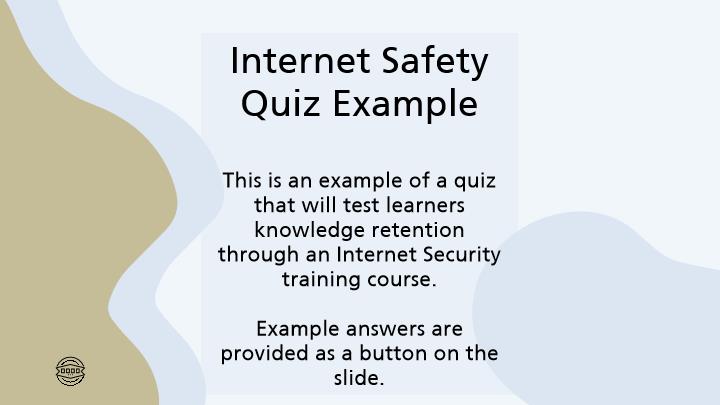 Internet Safety
Quiz Example
This is an example of a quiz
that will test learners
knowledge retention
through an Internet Security
training course.
Example answers are
provided as a button on the
slide.